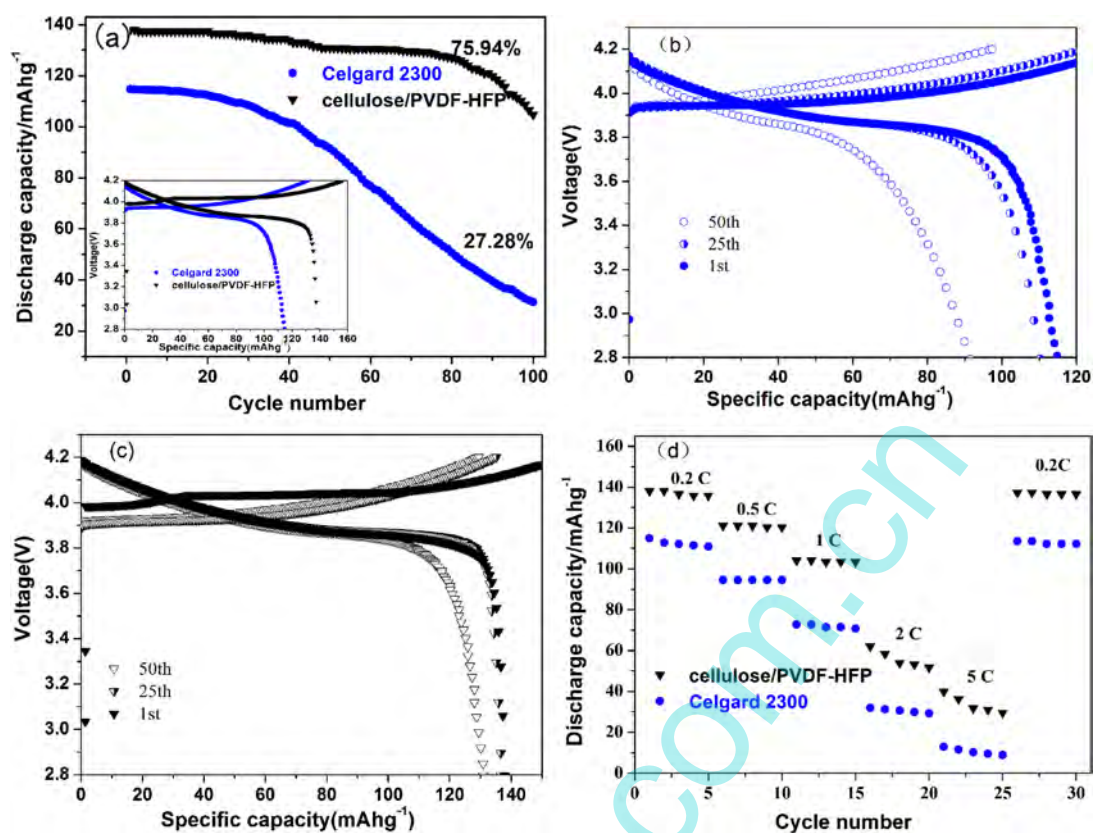 (a)
Discharge capacity/mAhg-1
140
120
100
80
60
40
20
75.94%
Celgard 2300
cellulose/PVDF-HFP
27.28%
Voltage(V)
4.2
4.0
3.8
3.6
3.4
3.2
3.0
2.8
Celgard 2300
cellulose/PVDF-HFP
0 20 40 60 80 100 120 140 160
Specific capacity(mAhg-1)
0 20 40 60 80 100
Cycle number
(b)
Voltage(V)
4.2
4.0
3.8
3.6
3.4
3.2
3.0
2.8
50th
25th
1st
0 20 40 60 80 100 120
Specific capacity(mAhg-1)
(c)
Voltage(V)
4.2
4.0
3.8
3.6
3.4
3.2
3.0
2.8
50th
25th
1st
0 20 40 60 80 100 120 140
Specific capacity(mAhg-1)
(d)
Discharge capacity/mAhg-1
160
140
120
100
80
60
40
20
0
0.2 C
0.5 C
1 C
2 C
5 C
0.2C
cellulose/PVDF-HFP
Celgard 2300
0 5 10 15 20 25 30
Cycle number
com.cn